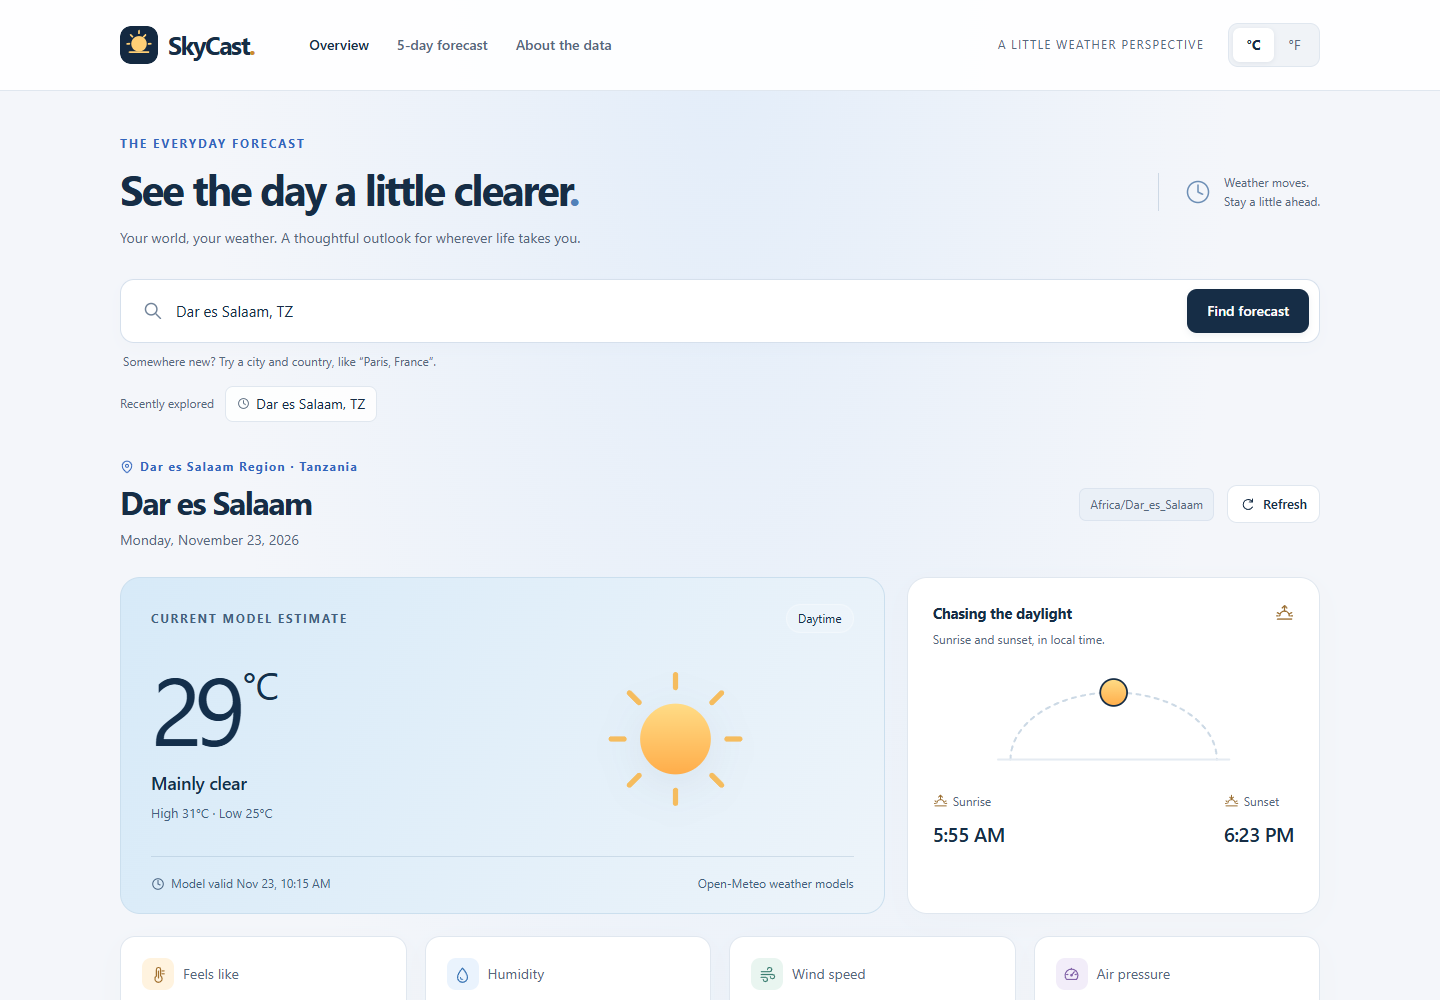 SkyCast.
Overview
5-day forecast
About the data
A LITTLE WEATHER PERSPECTIVE
°C
°F
THE EVERYDAY FORECAST
See the day a little clearer.
Your world, your weather. A thoughtful outlook for wherever life takes you.
Weather moves.
Stay a little ahead.
Dar es Salaam, TZ
Find forecast
Somewhere new? Try a city and country, like “Paris, France”.
Recently explored
Dar es Salaam, TZ
Dar es Salaam Region · Tanzania
Dar es Salaam
Monday, November 23, 2026
Africa/Dar_es_Salaam
Refresh
CURRENT MODEL ESTIMATE
Daytime
29°C
Mainly clear
High 31°C · Low 25°C
Model valid Nov 23, 10:15 AM
Open-Meteo weather models
Chasing the daylight
Sunrise and sunset, in local time.
Sunrise
5:55 AM
Sunset
6:23 PM
Feels like
Humidity
Wind speed
Air pressure